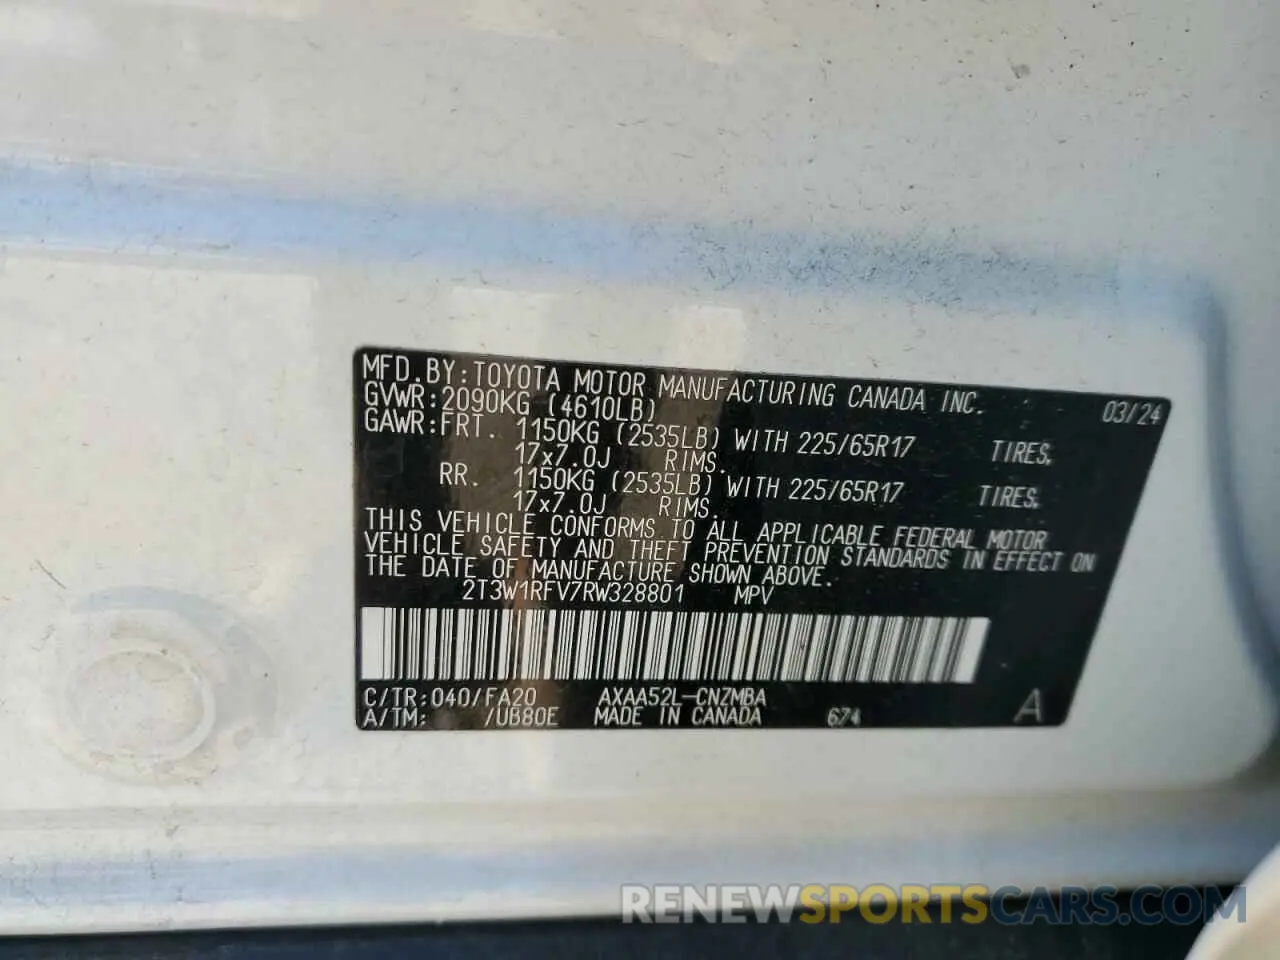 MFD.BY:TOYOTA MOTOR MANUFACTURING CANADA INC. 03/24
GVWR:2090KG (4610LB)
GAWR:FRT. 1150KG (2535LB) WITH 225/65R17 TIRES,
17x7.0J RIMS.
RR. 1150KG (2535LB) WITH 225/65R17 TIRES,
17x7.0J RIMS.
THIS VEHICLE CONFORMS TO ALL APPLICABLE FEDERAL MOTOR
VEHICLE SAFETY AND THEFT PREVENTION STANDARDS IN EFFECT ON
THE DATE OF MANUFACTURE SHOWN ABOVE.
2T3W1RFV7RW328801 MPV
C/TR:040/FA20 AXAA52L-CNZMBA
A/TM: /UB80E MADE IN CANADA 674 A
RENEWSPORTSCARS.COM